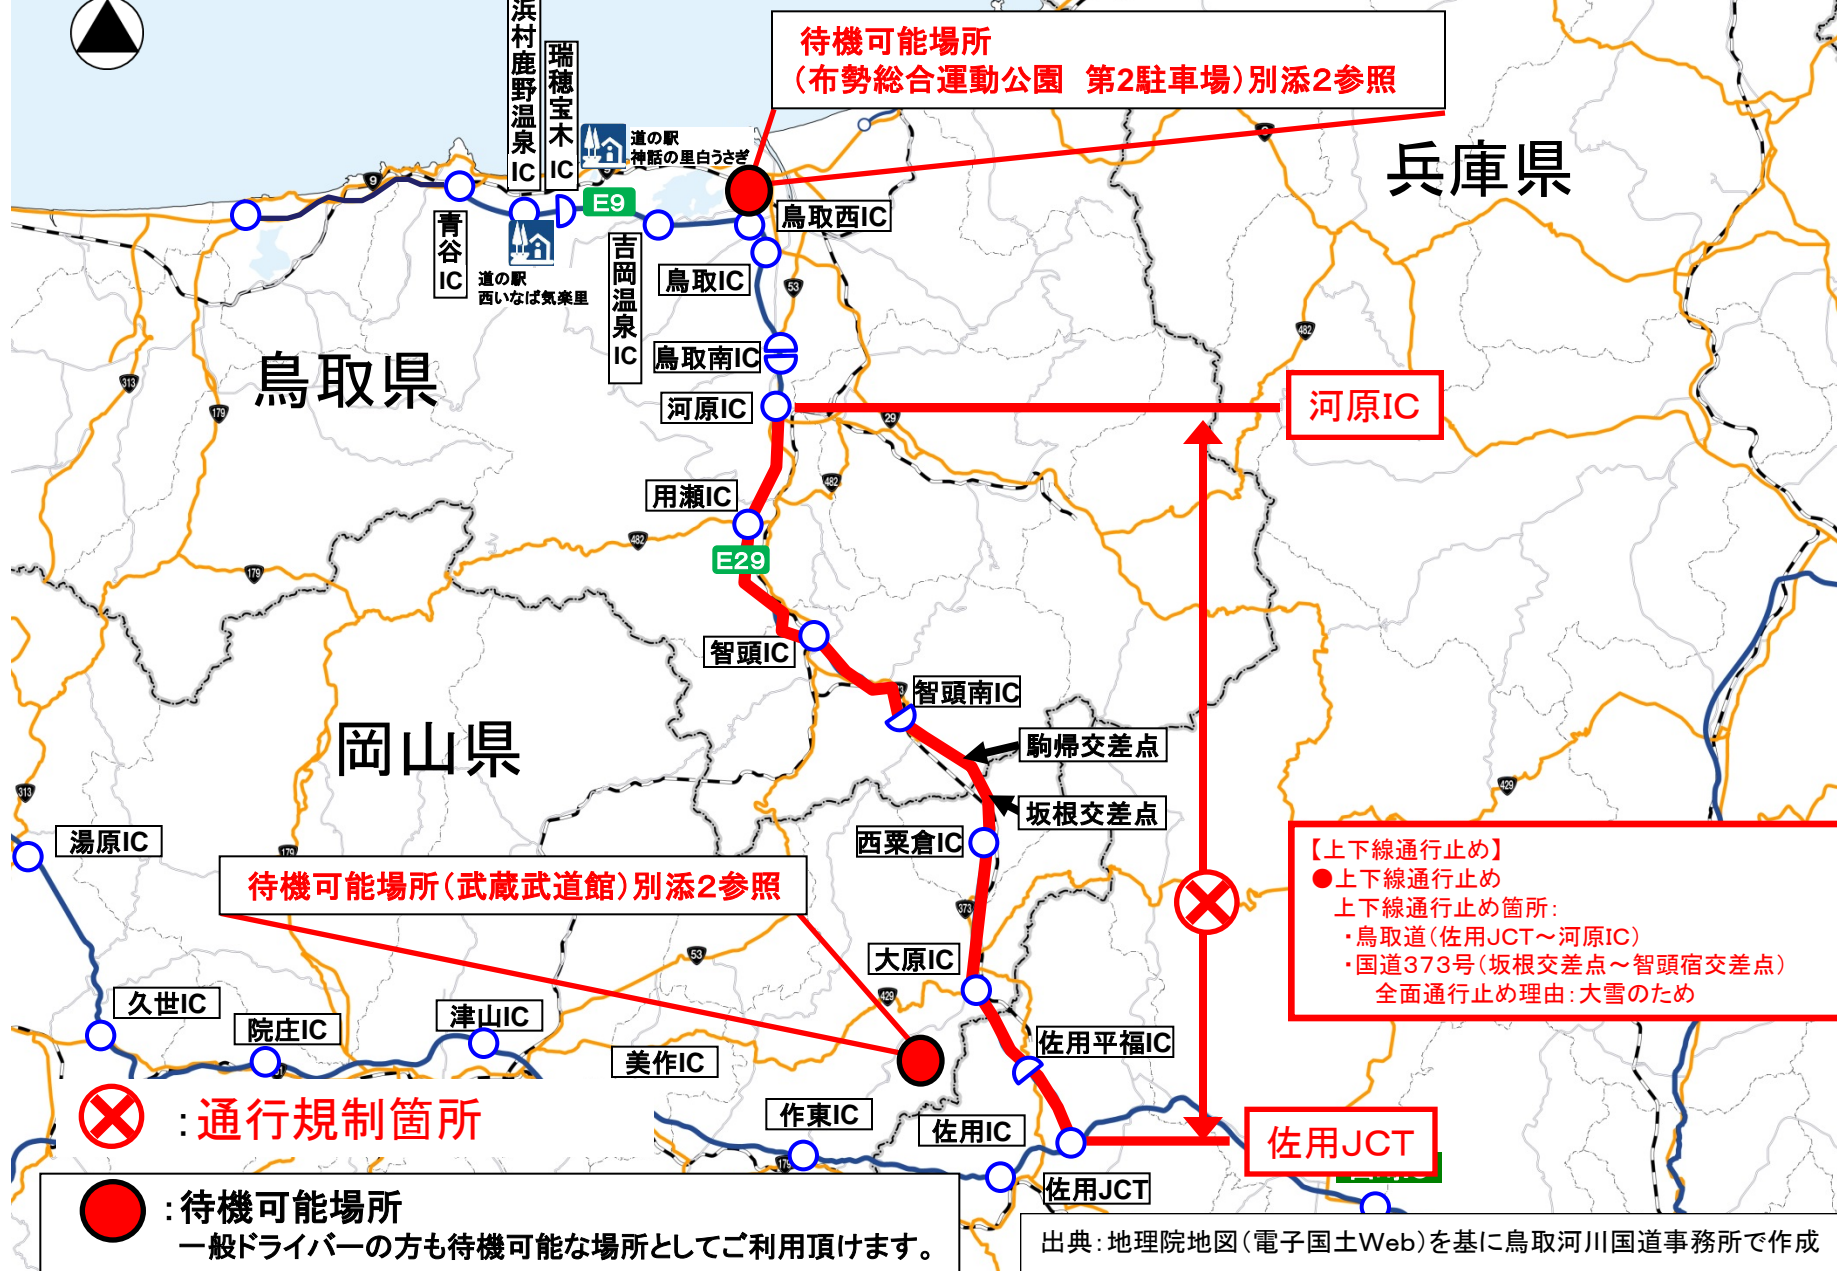 待機可能場所
（布勢総合運動公園　第2駐車場）別添２参照
浜村鹿野温泉IC
瑞穂宝木IC
道の駅
神話の里白うさぎ
兵庫県
9
9
9
E9
鳥取西IC
青谷IC
道の駅
西いなば気楽里
吉岡温泉IC
鳥取IC
53
482
鳥取南IC
鳥取県
313
179
河原IC
河原IC
29
用瀬IC
482
482
E29
179
智頭IC
智頭南IC
岡山県
駒帰交差点
坂根交差点
313
429
湯原IC
179
西粟倉IC
待機可能場所（武蔵武道館）別添２参照
【上下線通行止め】
●上下線通行止め
上下線通行止め箇所：
・鳥取道（佐用JCT～河原IC）
・国道３７３号（坂根交差点～智頭宿交差点）
全面通行止め理由：大雪のため
373
53
大原IC
429
久世IC
院庄IC
津山IC
美作IC
佐用平福IC
：通行規制箇所
作東IC
佐用IC
佐用JCT
佐用JCT
：待機可能場所
一般ドライバーの方も待機可能な場所としてご利用頂けます。
出典：地理院地図（電子国土Web）を基に鳥取河川国道事務所で作成